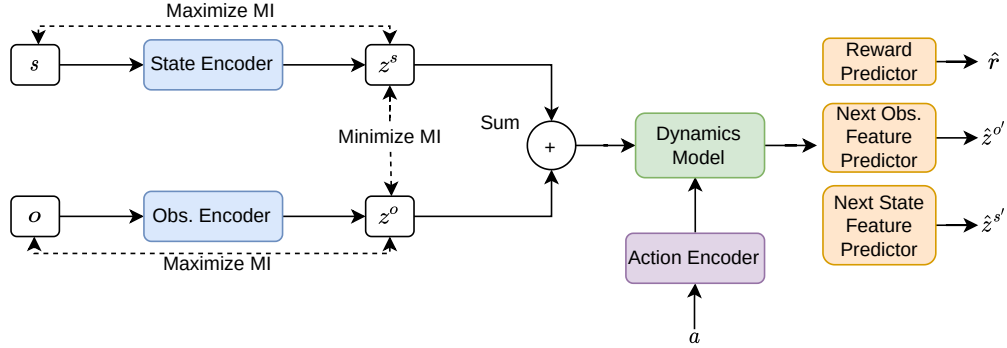 Maximize MI
s
State Encoder
z^s
Minimize MI
o
Obs. Encoder
z^o
Maximize MI
Sum
+
Dynamics
Model
Action Encoder
a
Reward
Predictor
r̂
Next Obs.
Feature
Predictor
ẑ^{o'}
Next State
Feature
Predictor
ẑ^{s'}